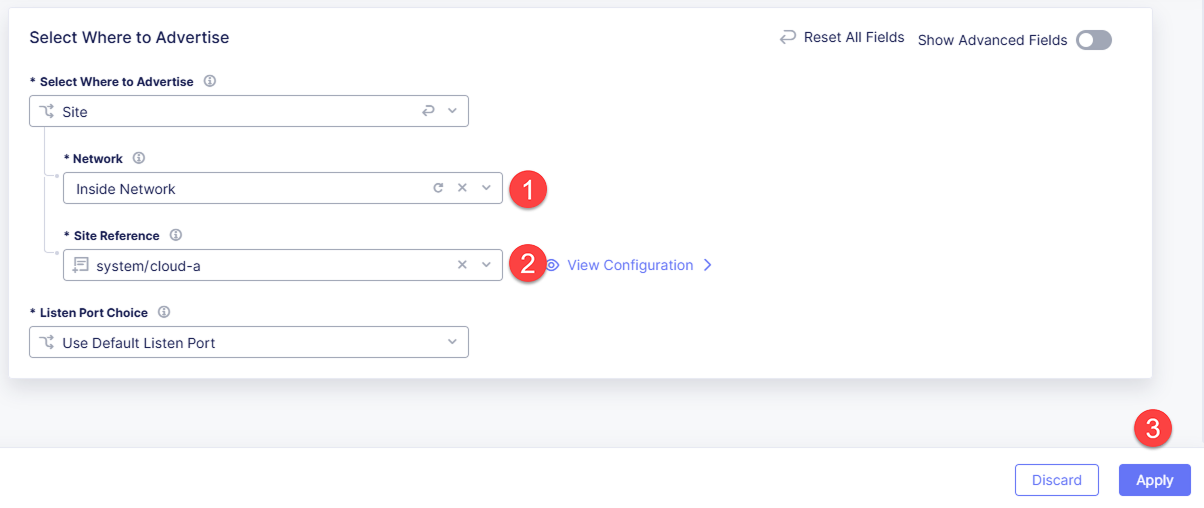 Select Where to Advertise
Reset All Fields
Show Advanced Fields
* Select Where to Advertise
Site
* Network
Inside Network
1
* Site Reference
system/cloud-a
2
View Configuration
* Listen Port Choice
Use Default Listen Port
3
Discard
Apply